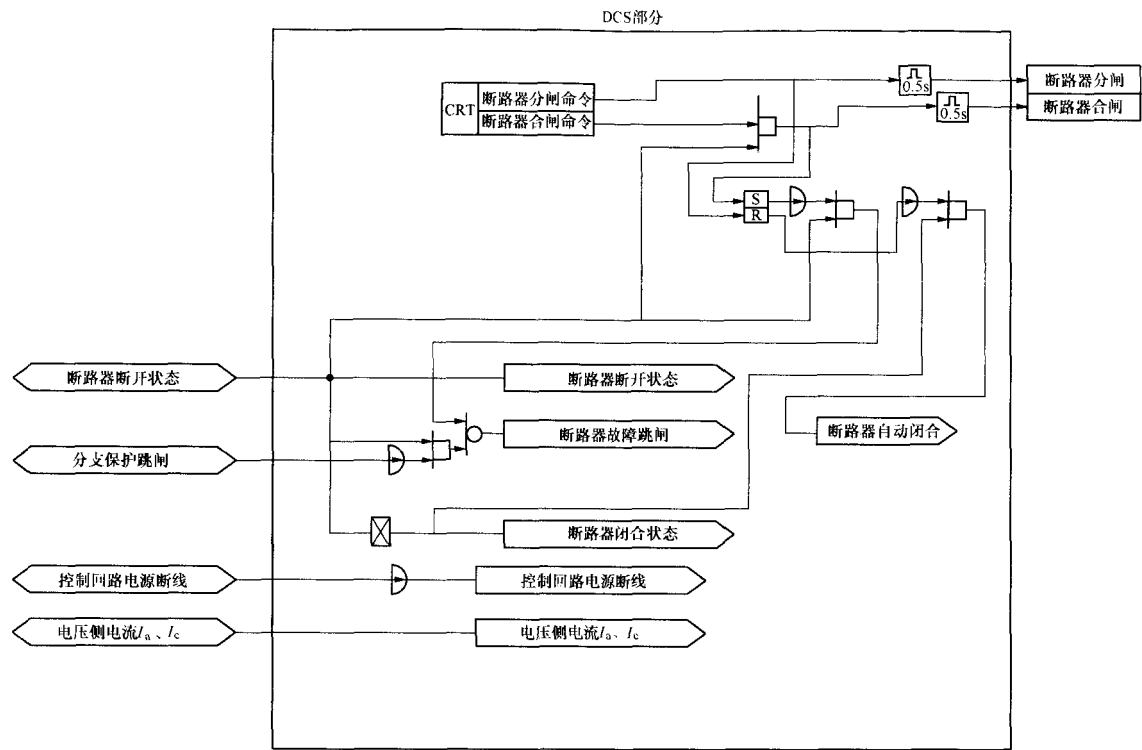 DCS部分
CRT
断路器分闸命令
断路器合闸命令
0.5s
0.5s
断路器分闸
断路器合闸
S
R
断路器断开状态
断路器断开状态
断路器自动闭合
断路器故障跳闸
分支保护跳闸
断路器闭合状态
控制回路电源断线
控制回路电源断线
电压侧电流Ia、Ic
电压侧电流Ia、Ic